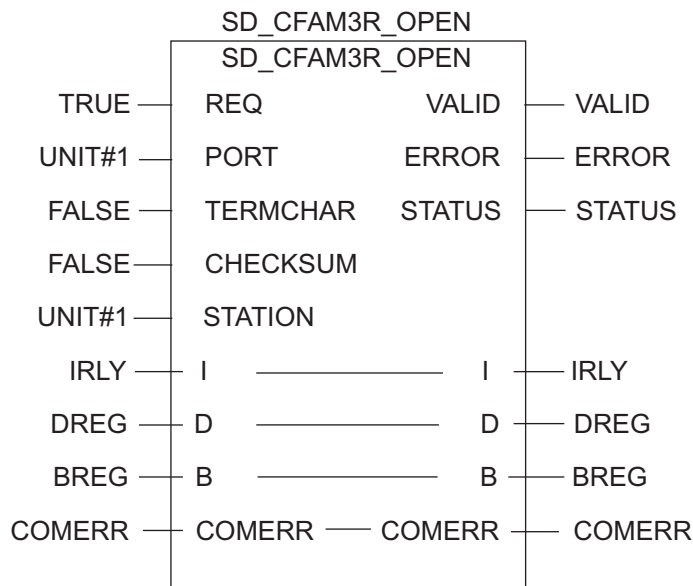 SD_CFAM3R_OPEN
SD_CFAM3R_OPEN
TRUE REQ VALID VALID
UNIT#1 PORT ERROR ERROR
FALSE TERMCHAR STATUS STATUS
FALSE CHECKSUM
UNIT#1 STATION
IRLY I I IRLY
DREG D D DREG
BREG B B BREG
COMERR COMERR COMERR COMERR